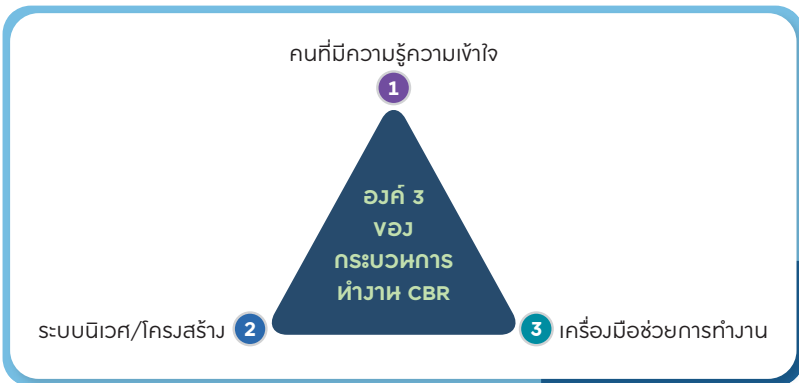 คนที่มีความรู้ความเข้าใจ
1
องค์ 3
ของ
กระบวนการ
ทำงาน CBR
ระบบนิเวศ/โครงสร้าง 2
3 เครื่องมือช่วยการทำงาน